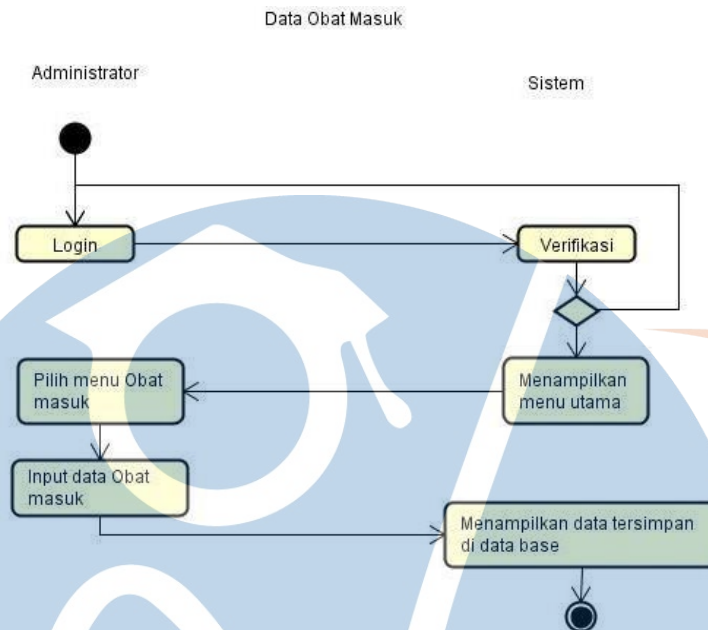 Data Obat Masuk
Administrator
Sistem
Login
Verifikasi
Pilih menu Obat
masuk
Menampilkan
menu utama
Input data Obat
masuk
Menampilkan data tersimpan
di data base